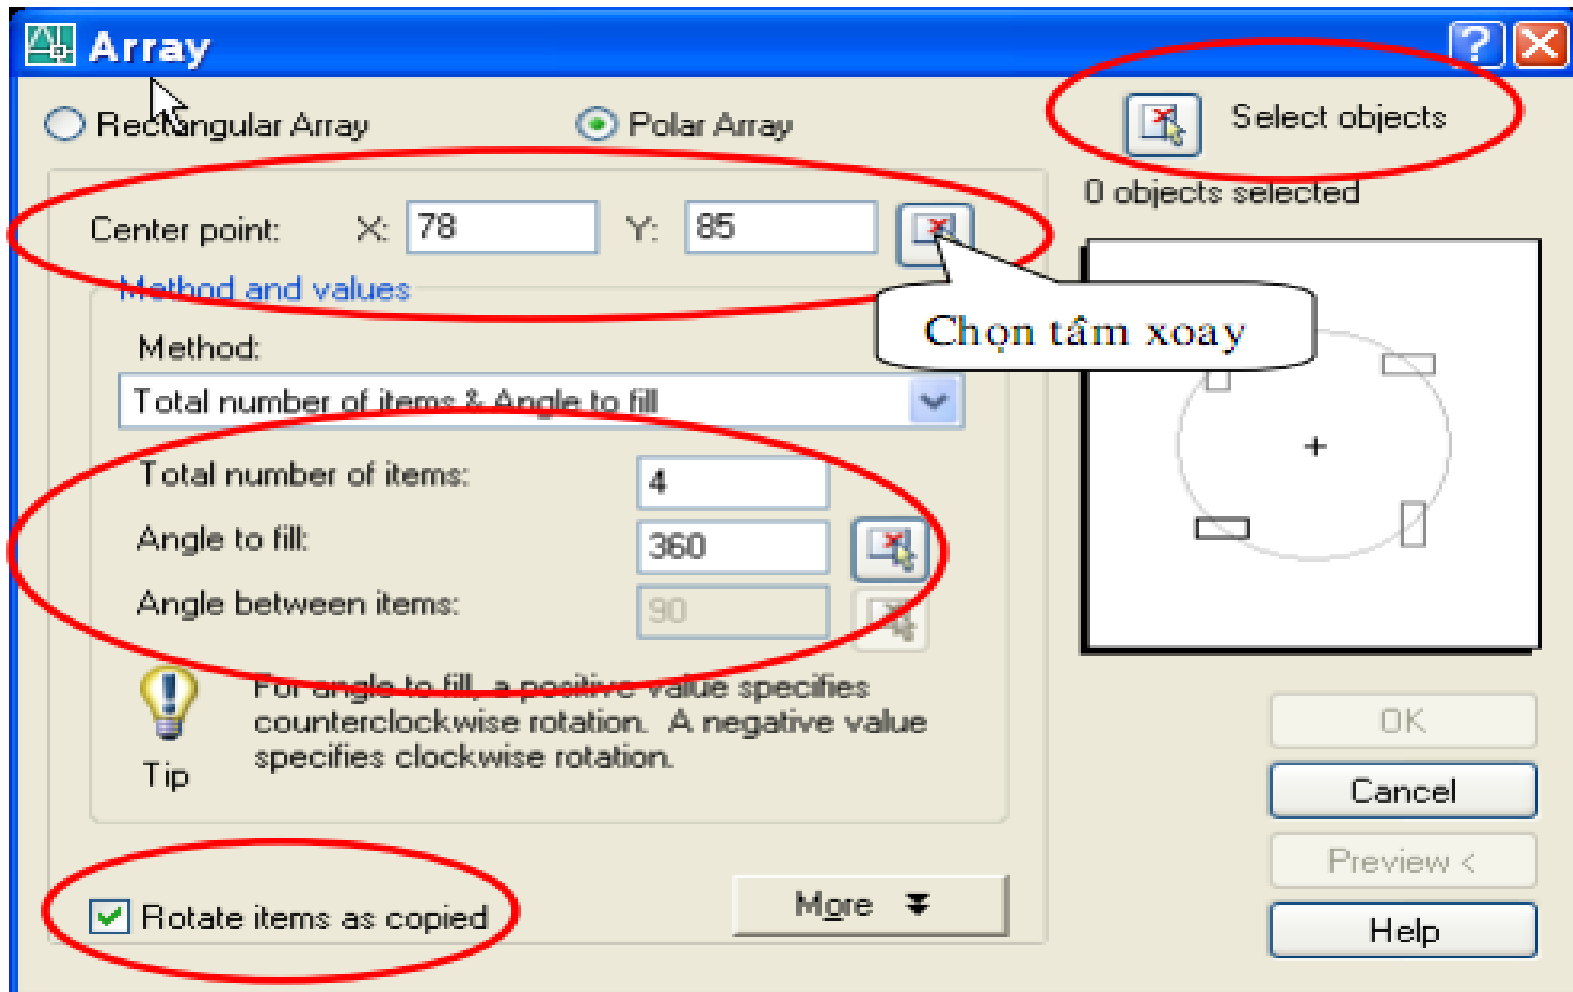 Array
Rectangular Array
Polar Array
Select objects
0 objects selected
Center point: X: 78 Y: 85
Chọn tâm xoay
Method and values
Method:
Total number of items & Angle to fill
Total number of items: 4
Angle to fill: 360
Angle between items: 90
For angle to fill, a positive value specifies
counterclockwise rotation. A negative value
specifies clockwise rotation.
Tip
Rotate items as copied
More
OK
Cancel
Preview <
Help